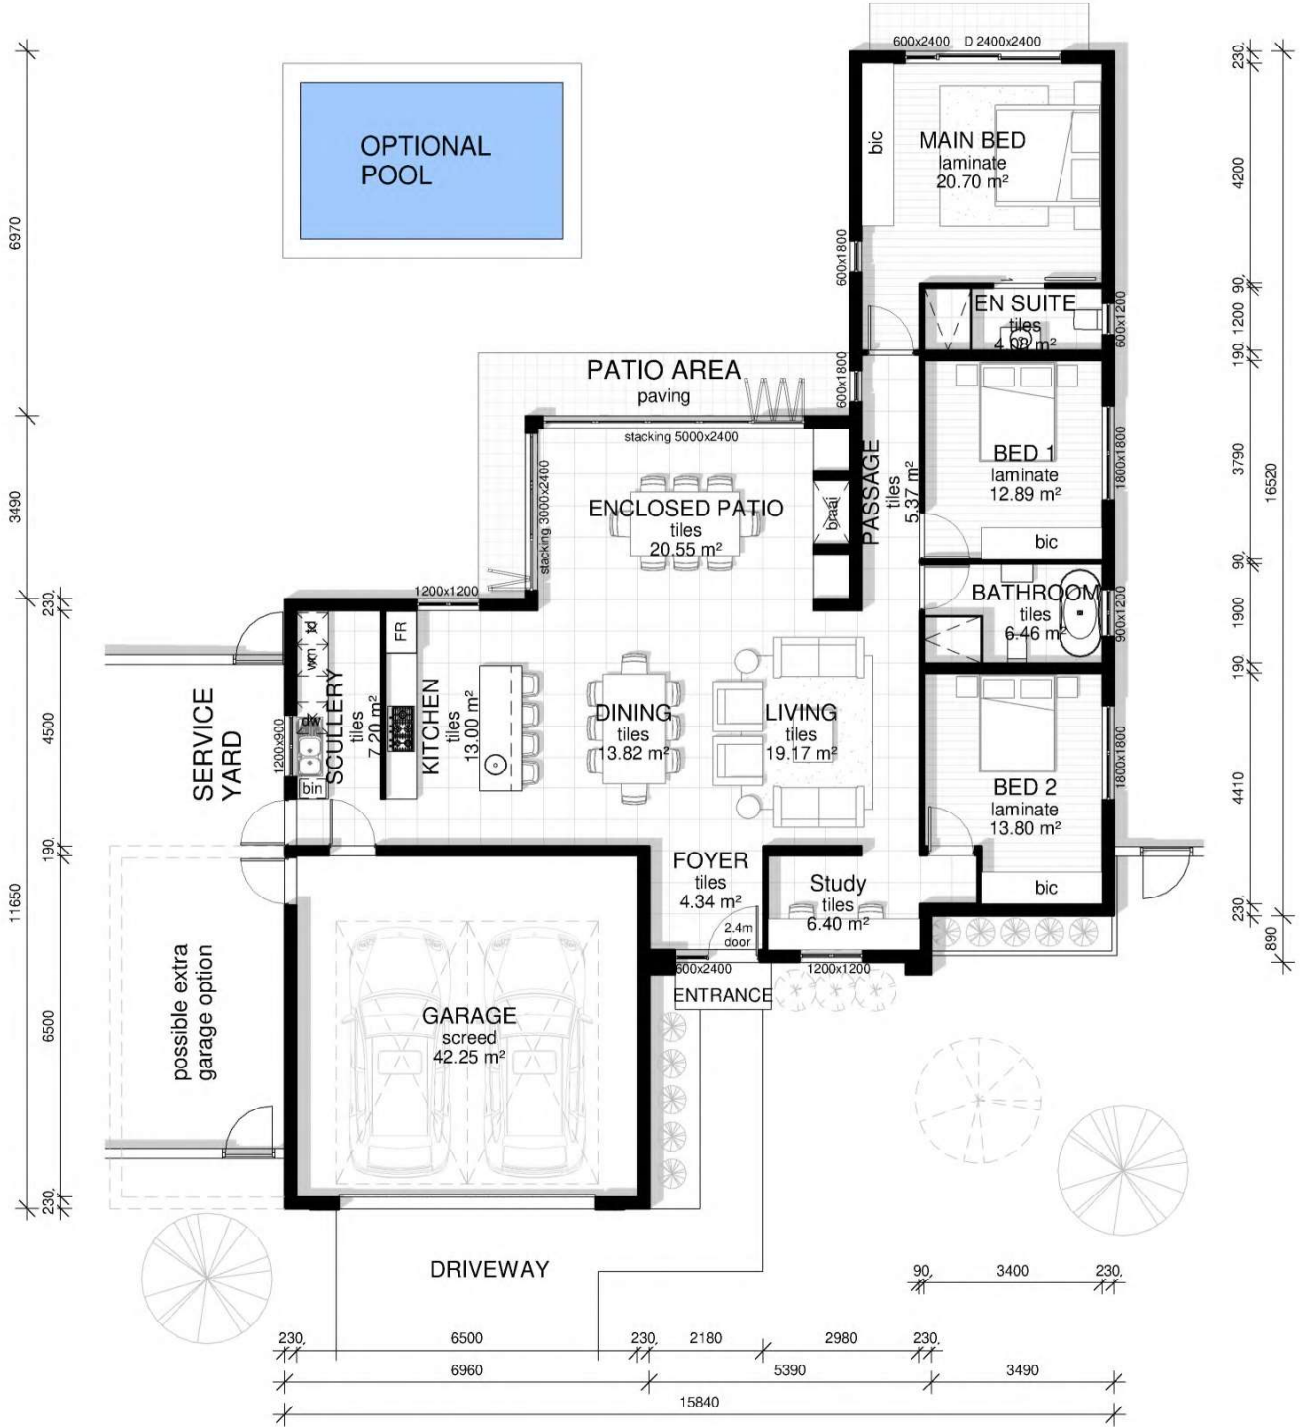 600x2400
D 2400x2400
OPTIONAL
POOL
bic
MAIN BED
laminate
20.70 m²
600x1800
EN SUITE
tiles
600x1200
PATIO AREA
paving
600x1800
stacking 5000x2400
stacking 3000x2400
ENCLOSED PATIO
tiles
20.55 m²
braai
PASSAGE
tiles
5.37 m²
BED 1
laminate
12.89 m²
1800x1800
bic
BATHROOM
tiles
6.46 m²
900x1200
1200x1200
FR
td
wm
dw
bin
SCULLERY
tiles
7.20 m²
1200x900
SERVICE
YARD
KITCHEN
tiles
13.00 m²
DINING
tiles
13.82 m²
LIVING
tiles
19.17 m²
BED 2
laminate
13.80 m²
1800x1800
bic
FOYER
tiles
4.34 m²
2.4m
door
Study
tiles
6.40 m²
600x2400
1200x1200
ENTRANCE
possible extra
garage option
GARAGE
screed
42.25 m²
DRIVEWAY
6970
3490
11650
230,
4500
190,
6500
230,
230,
4200
90,
1200
190,
3790
90,
1900
190,
4410
230,
16520
890
90,
3400
230,
230,
6500
230,
2180
2980
230,
6960
5390
3490
15840